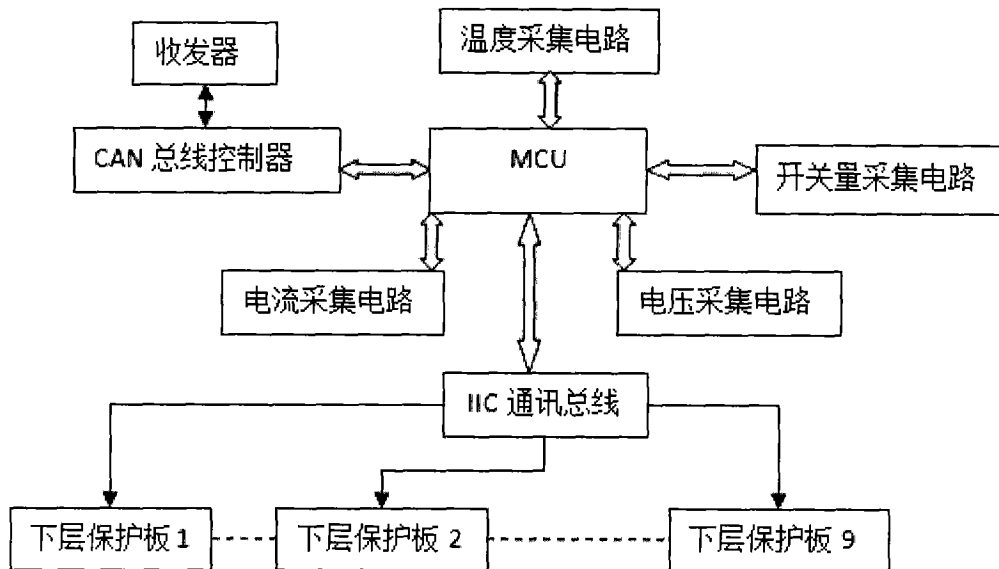 收发器
温度采集电路
CAN 总线控制器
MCU
开关量采集电路
电流采集电路
电压采集电路
IIC 通讯总线
下层保护板 1
下层保护板 2
下层保护板 9